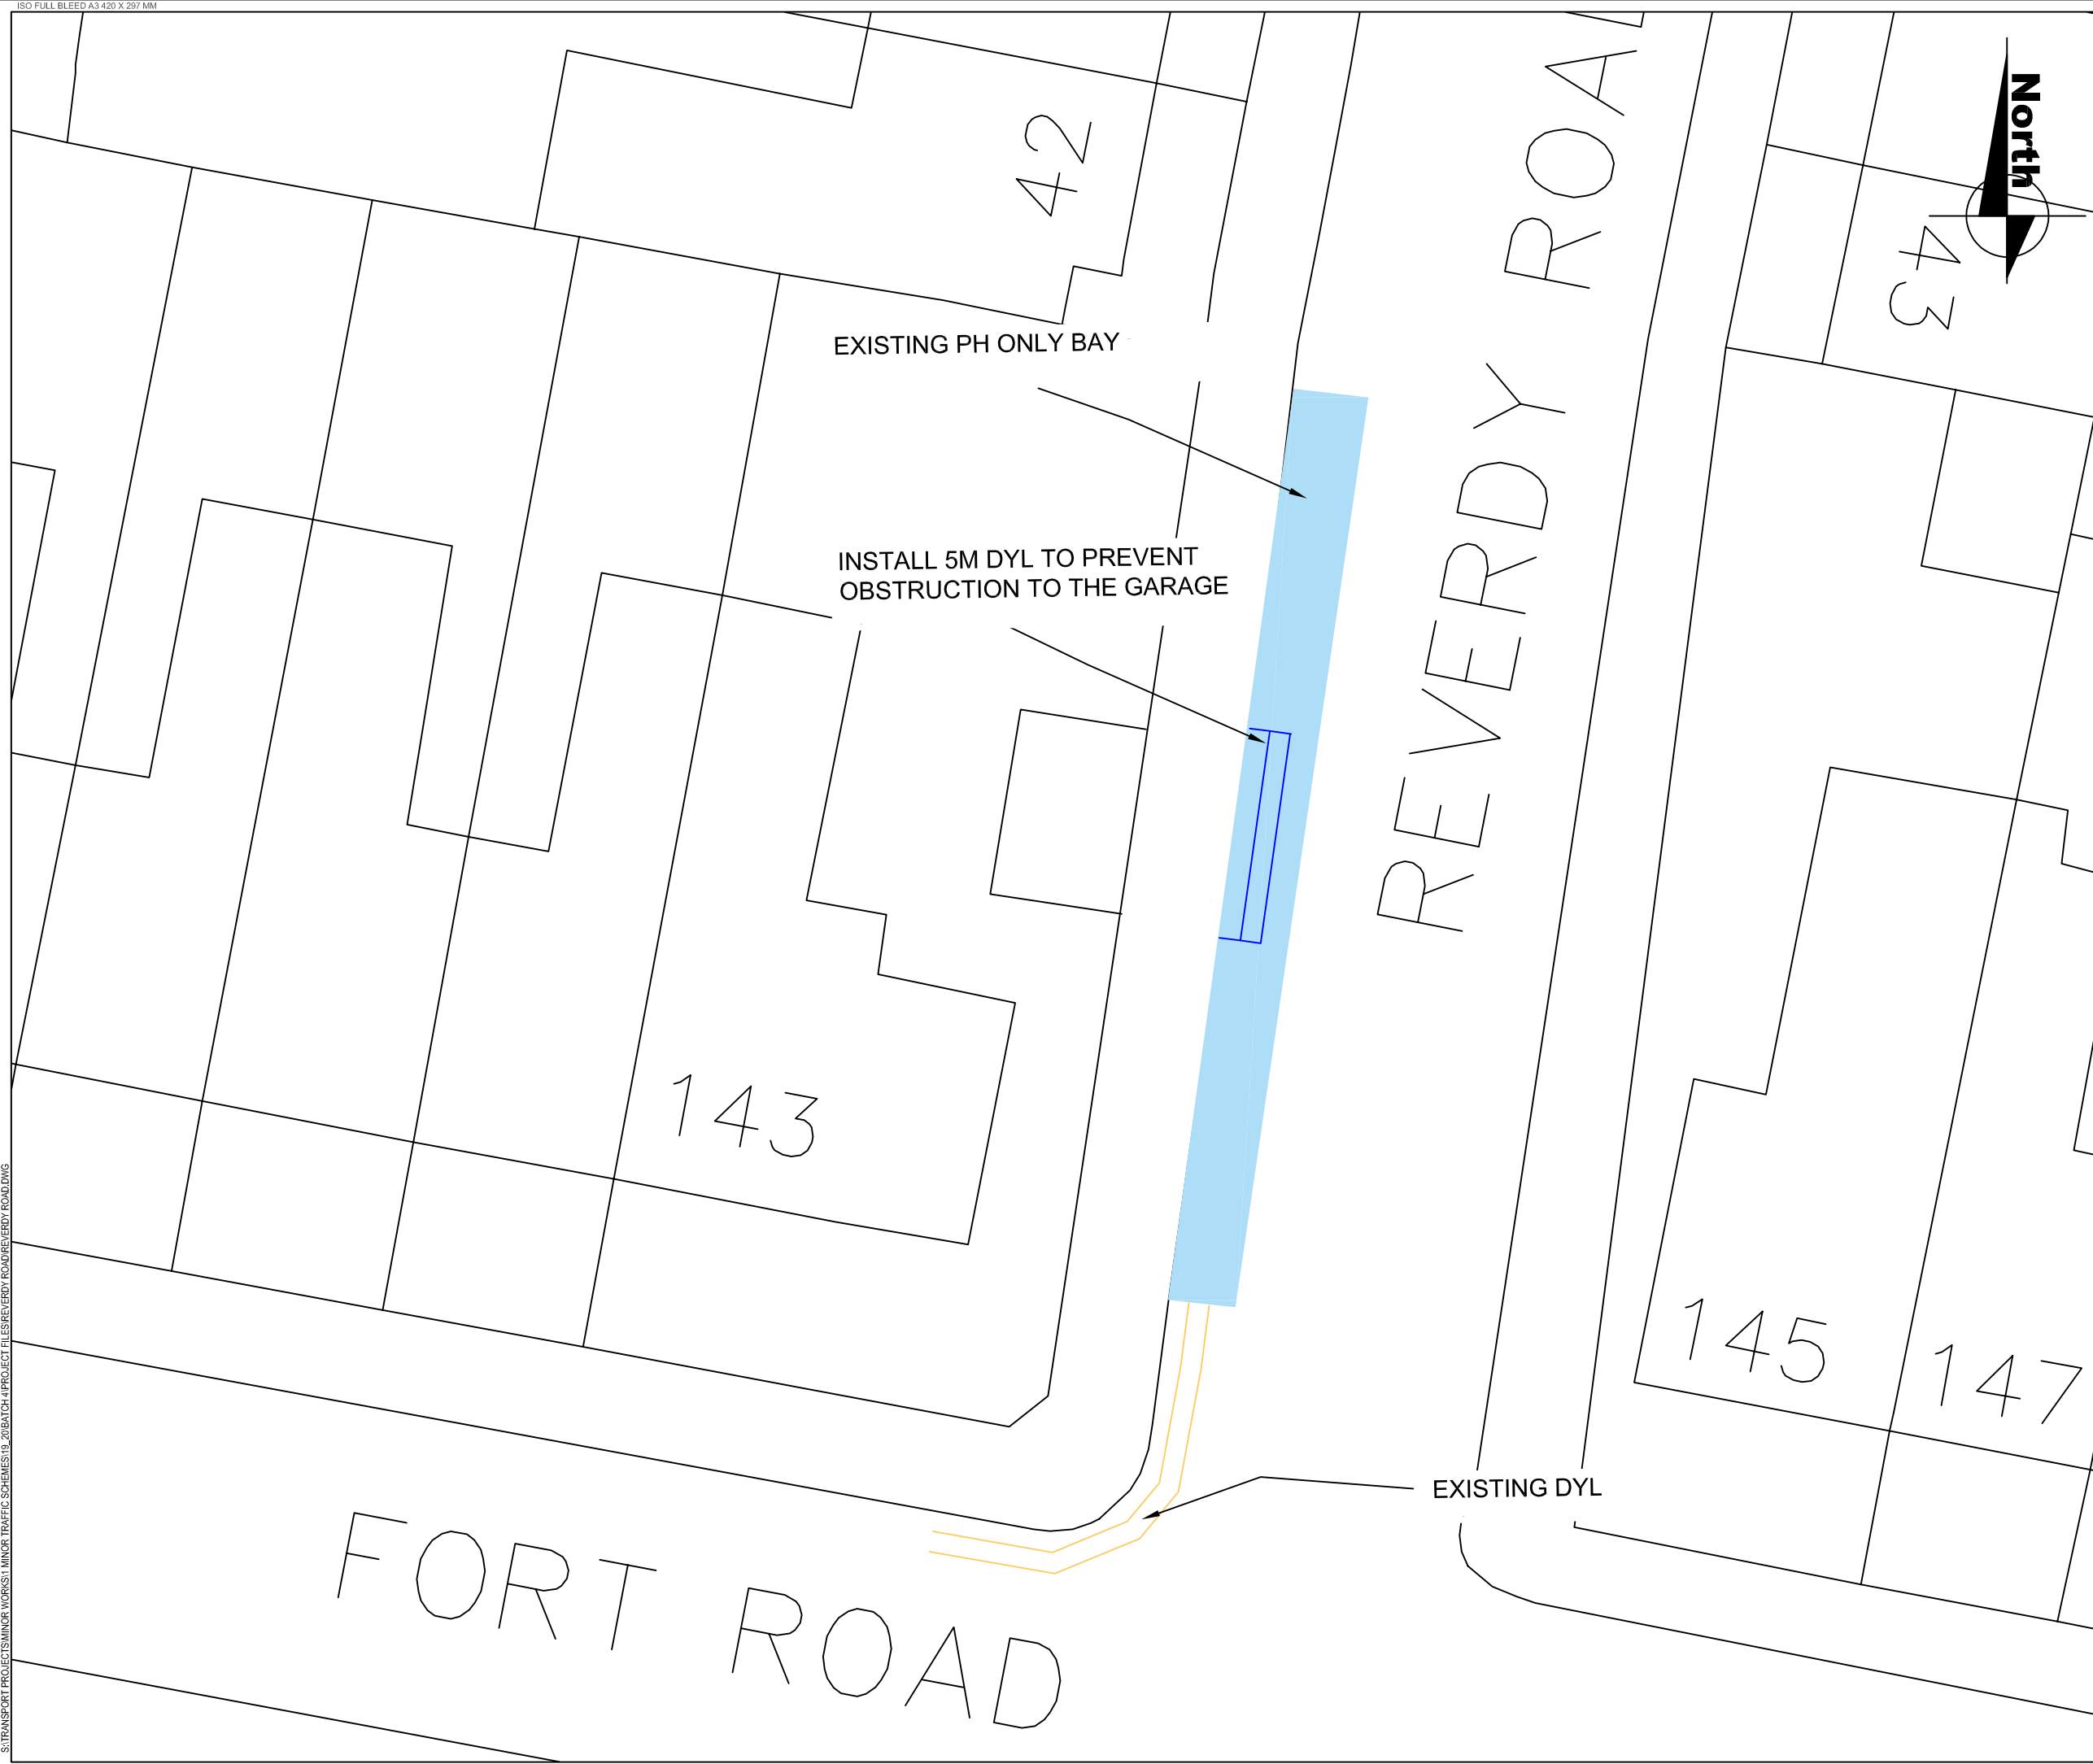 ISO FULL BLEED A3 420 X 297 MM
North
42
REVERDY ROA
43
EXISTING PH ONLY BAY
INSTALL 5M DYL TO PREVENT
OBSTRUCTION TO THE GARAGE
143
145
147
EXISTING DYL
FORT ROAD
S:\TRANSPORT PROJECTS\MINOR WORKS\1 MINOR TRAFFIC SCHEMES\19_20\BATCH 4\PROJECT FILES\REVERDY ROAD\REVERDY ROAD.DWG